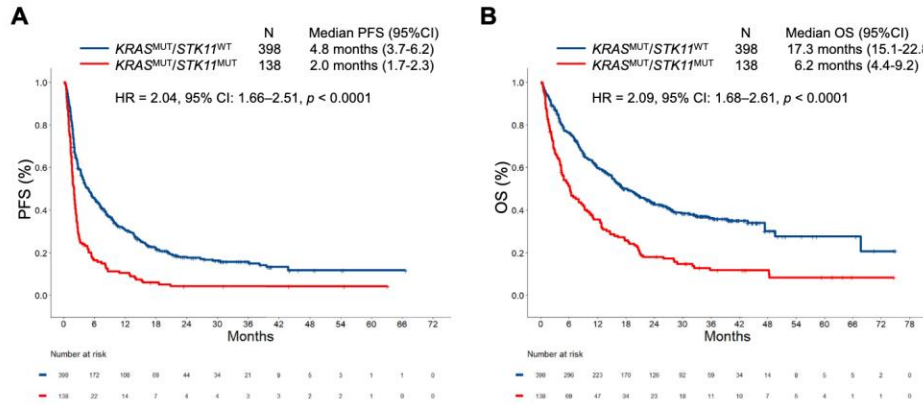 A
N Median PFS (95%CI)
KRASMUT/STK11WT 398 4.8 months (3.7-6.2)
KRASMUT/STK11MUT 138 2.0 months (1.7-2.3)
HR = 2.04, 95% CI: 1.66–2.51, p < 0.0001
PFS (%)
1.0
0.8
0.6
0.4
0.2
0.0
0 6 12 18 24 30 36 42 48 54 60 66 72
Months
Number at risk
398 172 108 69 44 34 21 9 5 3 1 1 0
138 22 14 7 4 4 3 3 2 1 0 0
B
N Median OS (95%CI)
KRASMUT/STK11WT 398 17.3 months (15.1-22.8
KRASMUT/STK11MUT 138 6.2 months (4.4-9.2)
HR = 2.09, 95% CI: 1.68–2.61, p < 0.0001
OS (%)
1.0
0.8
0.6
0.4
0.2
0.0
0 6 12 18 24 30 36 42 48 54 60 66 72 78
Months
Number at risk
398 296 223 170 126 92 59 34 14 5 5 2 0
138 69 47 34 23 11 10 7 5 4 1 1 0